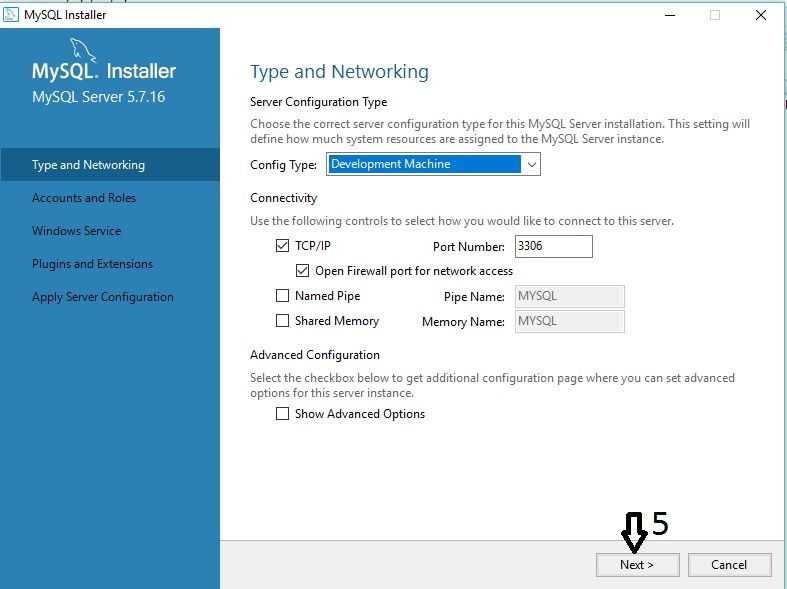 MySQL Installer
MySQL. Installer
MySQL Server 5.7.16
Type and Networking
Accounts and Roles
Windows Service
Plugins and Extensions
Apply Server Configuration
Type and Networking
Server Configuration Type
Choose the correct server configuration type for this MySQL Server installation. This setting will
define how much system resources are assigned to the MySQL Server instance.
Config Type: Development Machine
Connectivity
Use the following controls to select how you would like to connect to this server.
TCP/IP Port Number: 3306
Open Firewall port for network access
Named Pipe Pipe Name: MYSQL
Shared Memory Memory Name: MYSQL
Advanced Configuration
Select the checkbox below to get additional configuration page where you can set advanced
options for this server instance.
Show Advanced Options
5
Next > Cancel